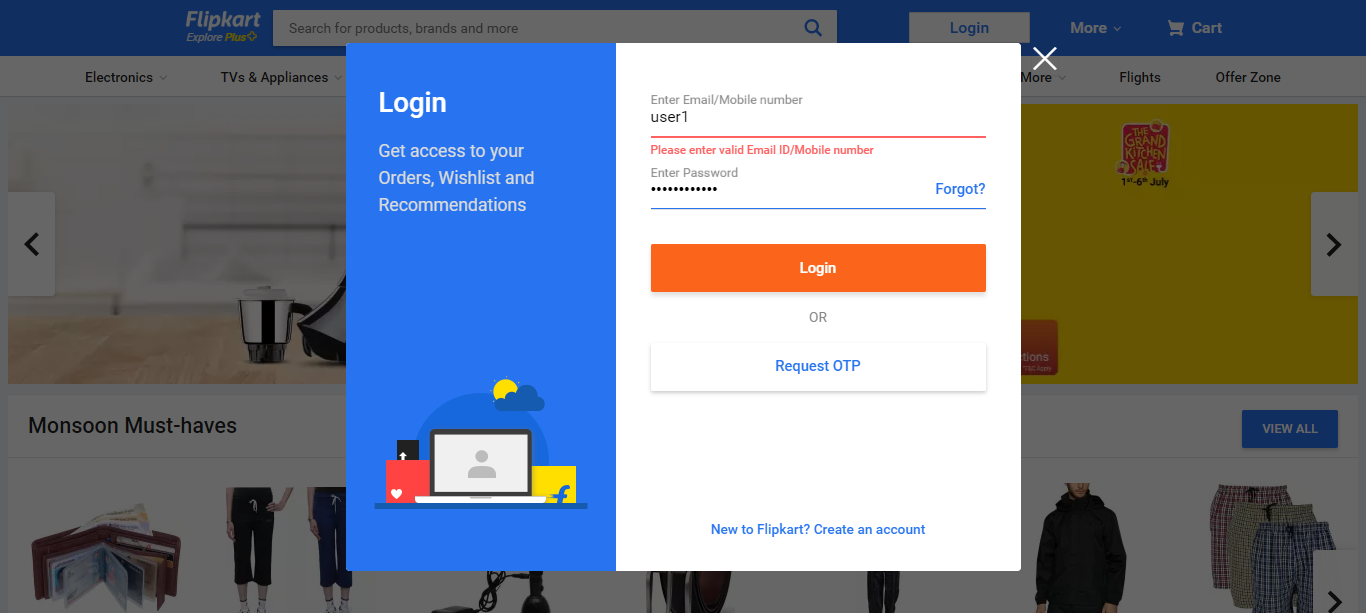 Flipkart
Explore Plus
Search for products, brands and more
Login
More
Cart
Electronics
TVs & Appliances
More
Flights
Offer Zone
Login
Get access to your
Orders, Wishlist and
Recommendations
Enter Email/Mobile number
user1
Please enter valid Email ID/Mobile number
Enter Password
••••••••••••
Forgot?
Login
OR
Request OTP
New to Flipkart? Create an account
THE
GRAND
KITCHEN
SALE
1ST-6th July
*T&C Apply
Monsoon Must-haves
VIEW ALL